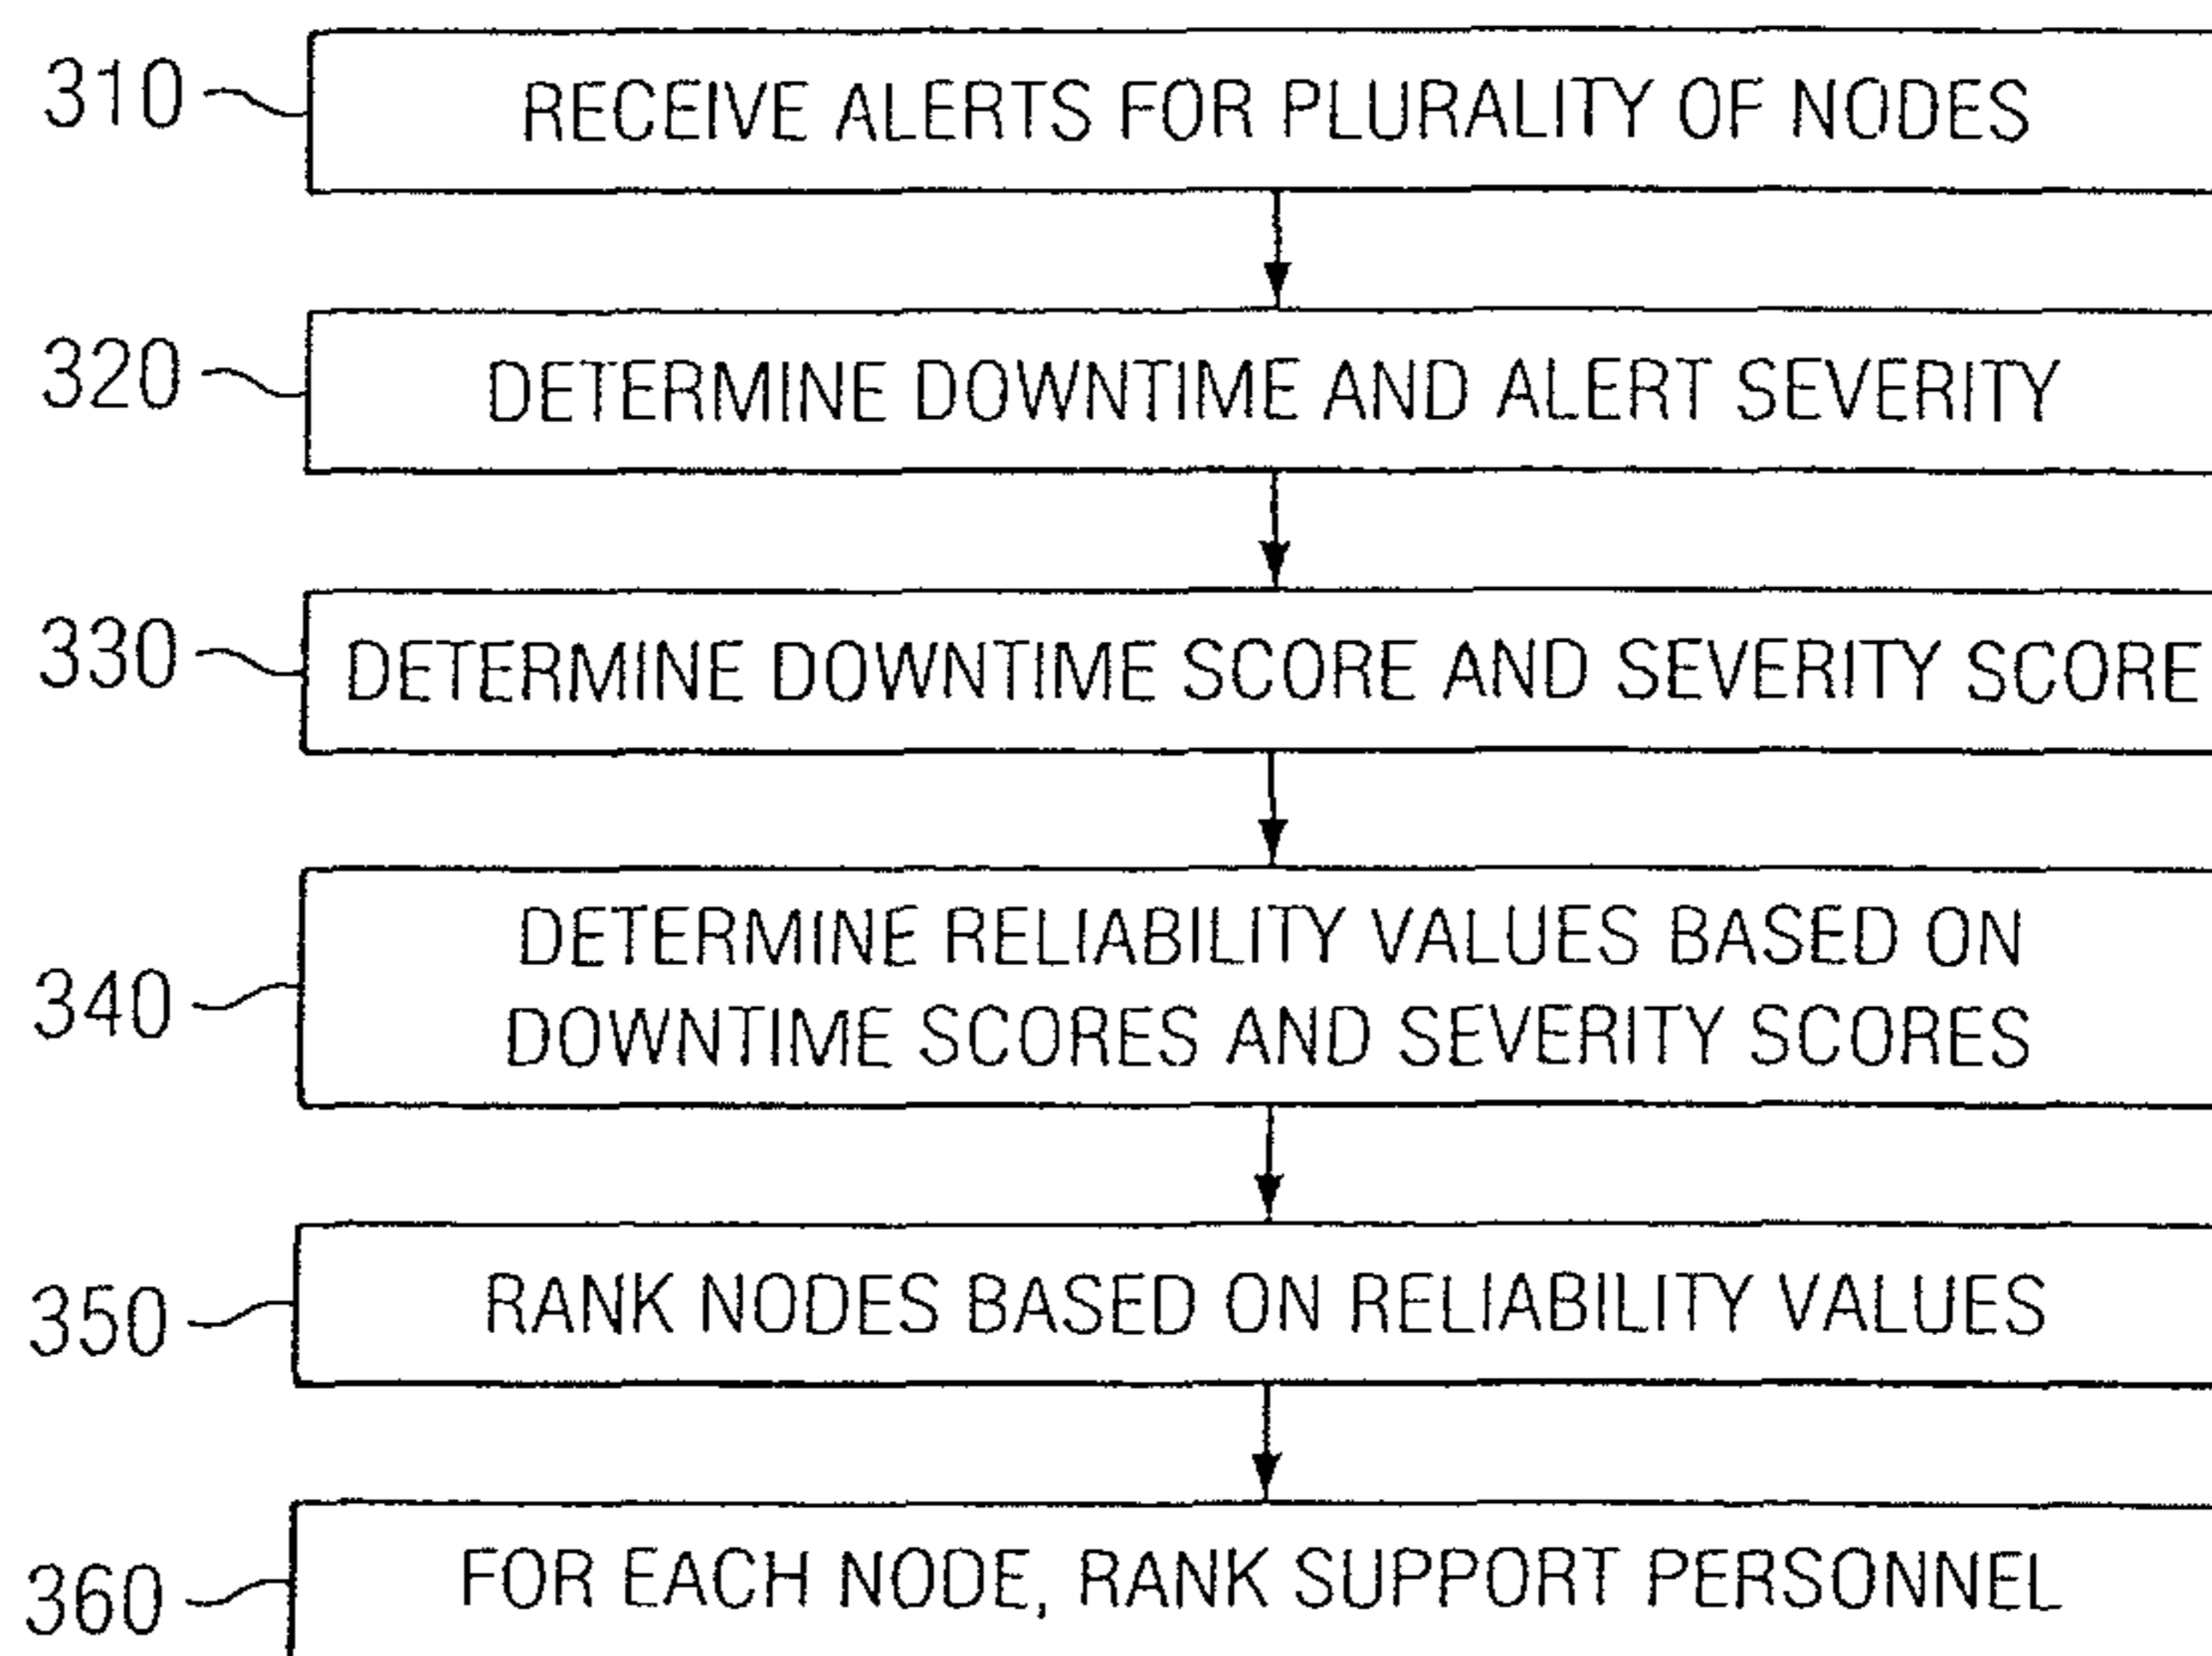 310
RECEIVE ALERTS FOR PLURALITY OF NODES
320
DETERMINE DOWNTIME AND ALERT SEVERITY
330
DETERMINE DOWNTIME SCORE AND SEVERITY SCORE
340
DETERMINE RELIABILITY VALUES BASED ON
DOWNTIME SCORES AND SEVERITY SCORES
350
RANK NODES BASED ON RELIABILITY VALUES
360
FOR EACH NODE, RANK SUPPORT PERSONNEL